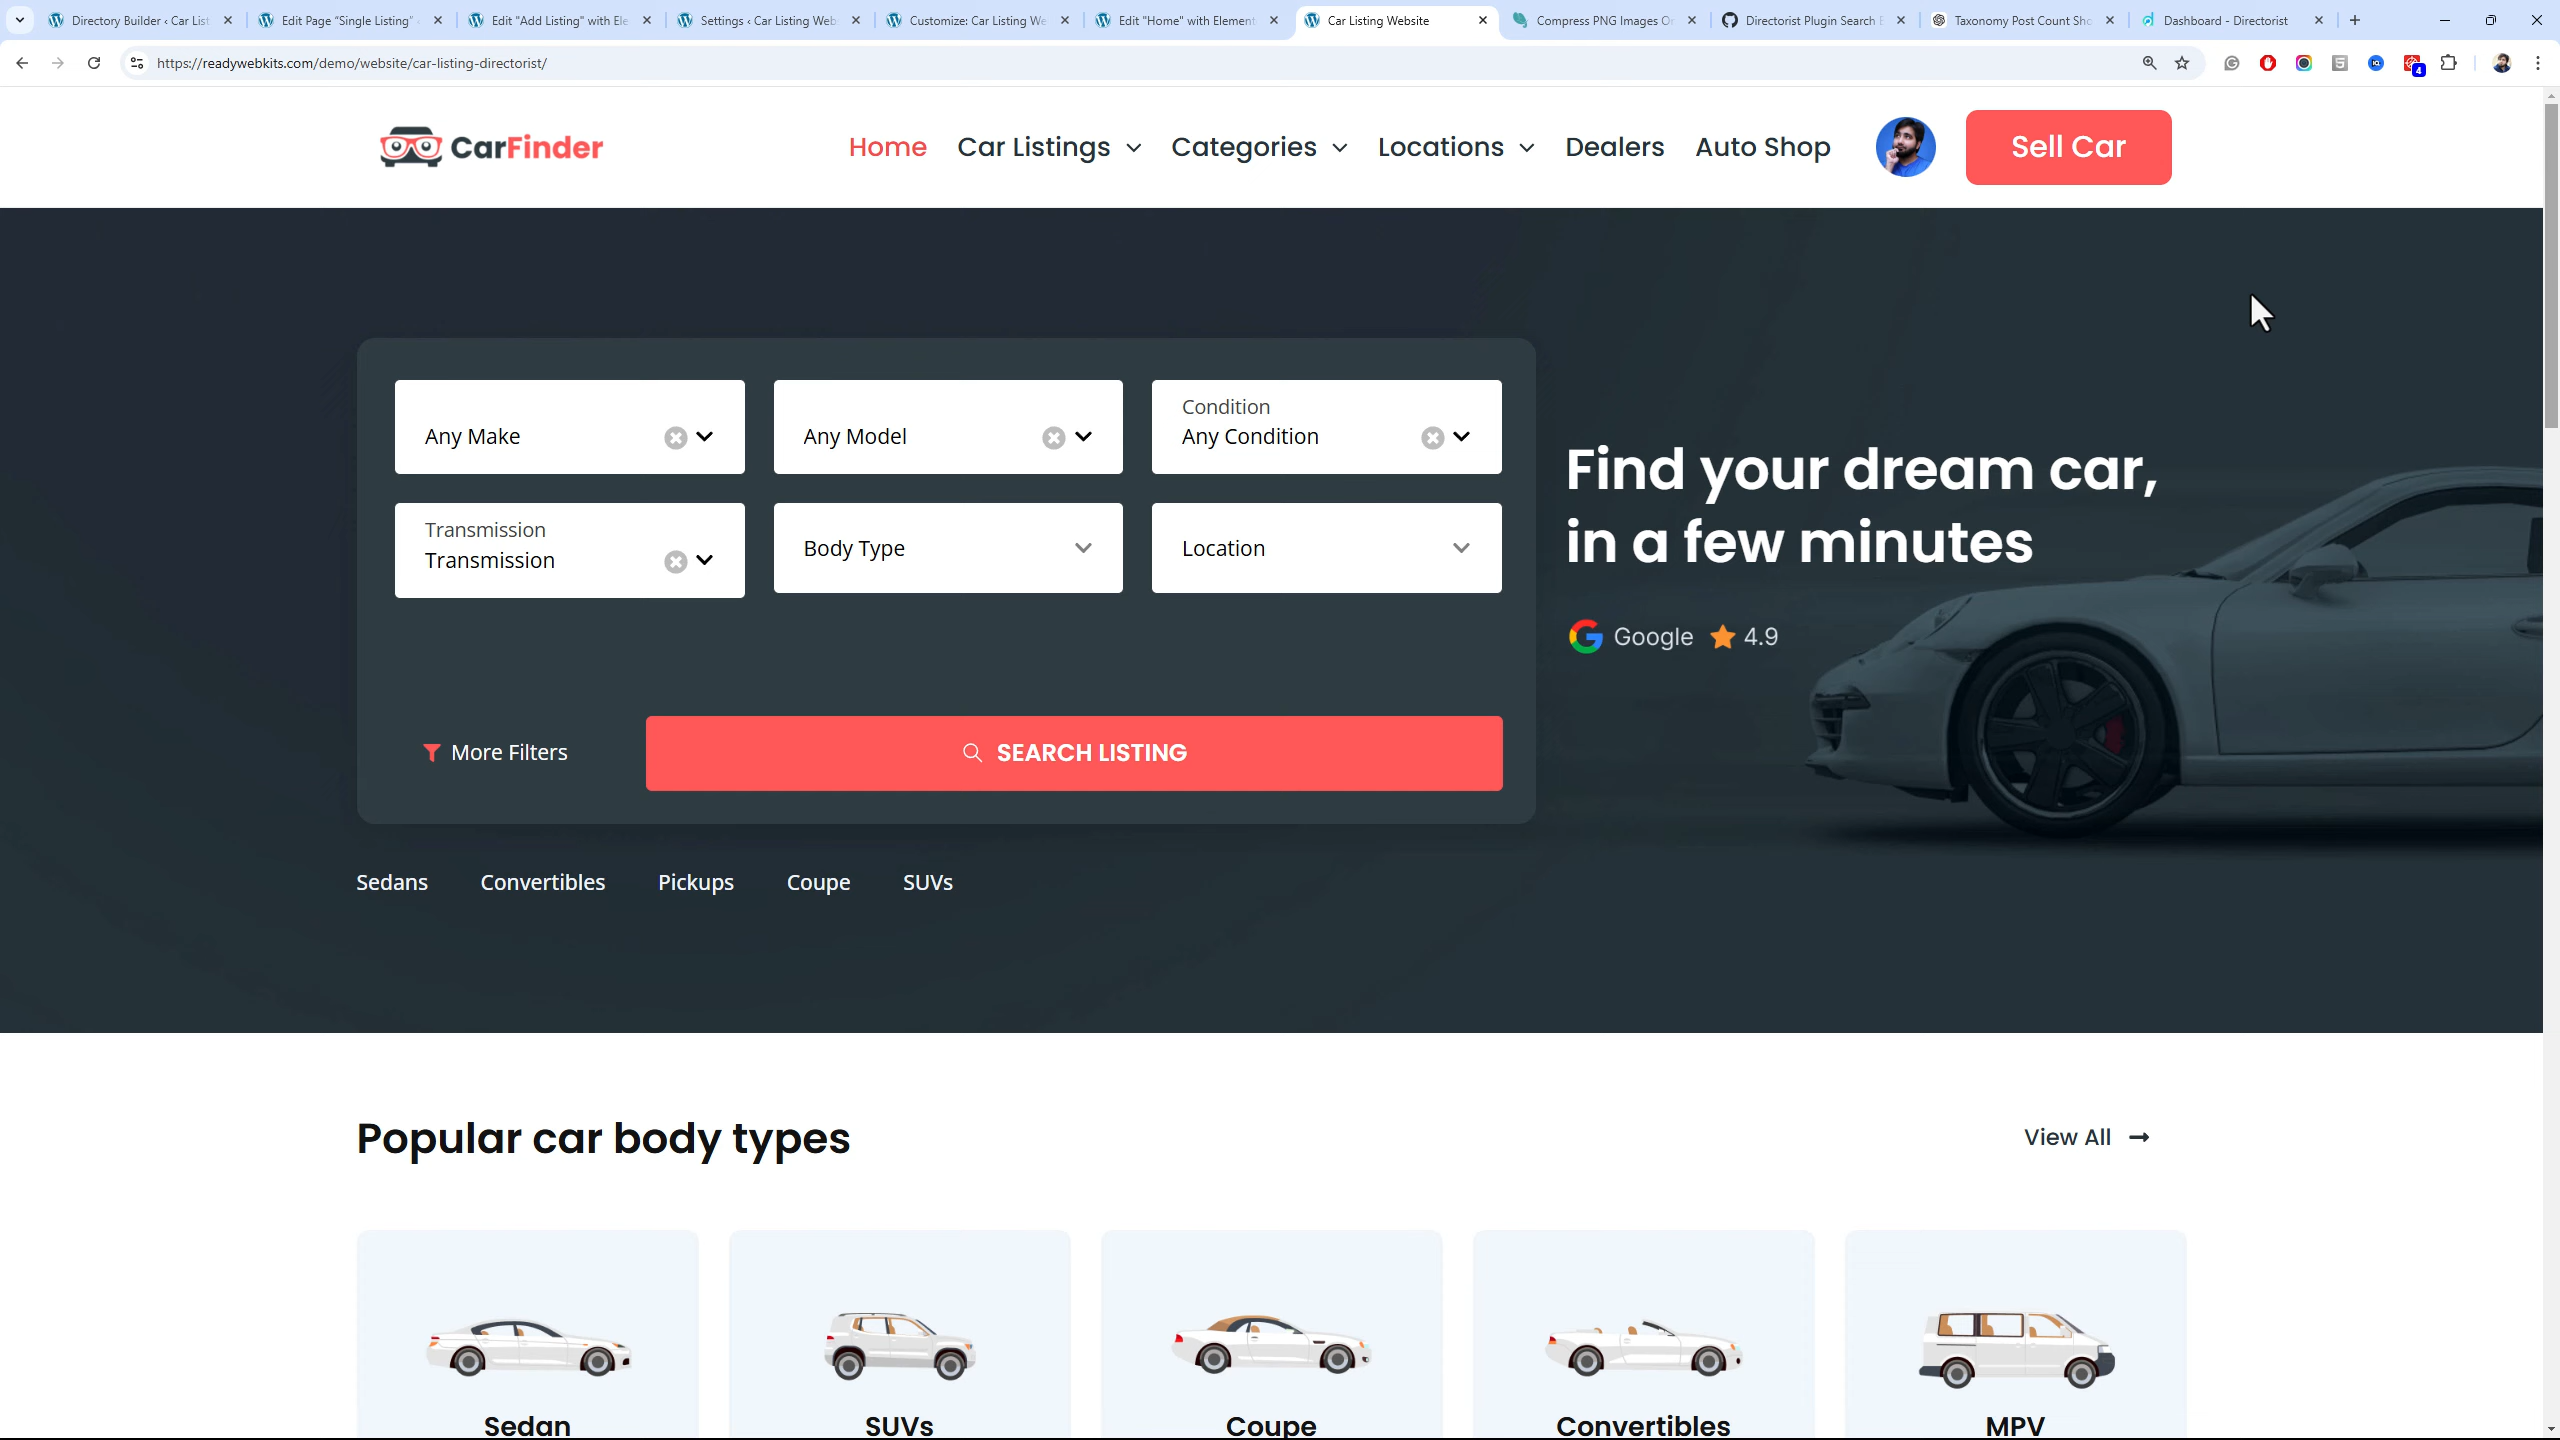 Directory Builder ‹ Car List
Edit Page “Single Listing” ‹
Edit "Add Listing" with Ele
Settings ‹ Car Listing Web
Customize: Car Listing We
Edit "Home" with Element
Car Listing Website
Compress PNG Images O
Directorist Plugin Search
Taxonomy Post Count Sho
Dashboard - Directorist
https://readywebkits.com/demo/website/car-listing-directorist/
4
CarFinder
Home
Car Listings
Categories
Locations
Dealers
Auto Shop
Sell Car
Any Make
Any Model
Condition
Any Condition
Transmission
Transmission
Body Type
Location
More Filters
SEARCH LISTING
Find your dream car,
in a few minutes
Google 4.9
Sedans
Convertibles
Pickups
Coupe
SUVs
Popular car body types
View All
Sedan
SUVs
Coupe
Convertibles
MPV